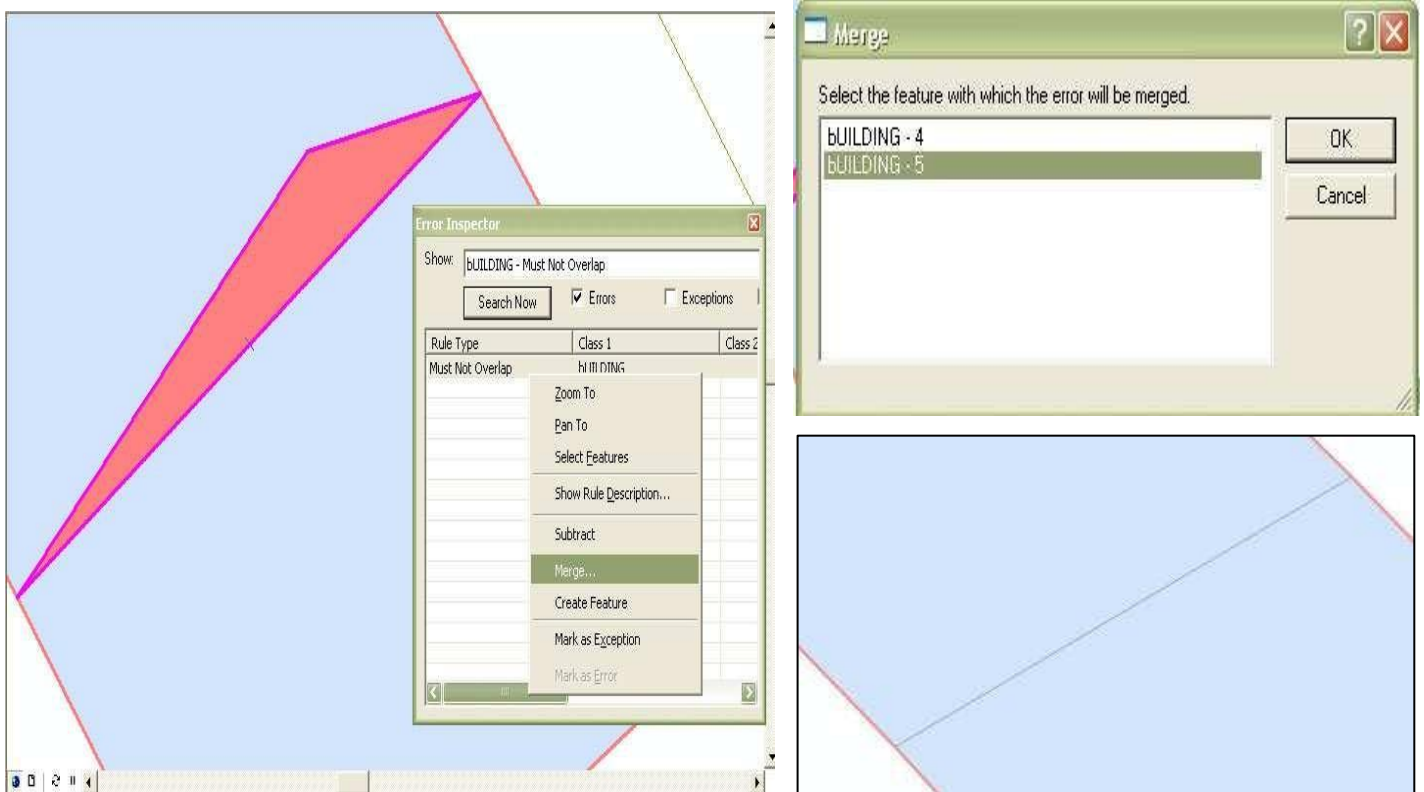 Error Inspector
Show: bUILDING - Must Not Overlap
Search Now Errors Exceptions
Rule Type Class 1 Class 2
Must Not Overlap bUILDING
Zoom To
Pan To
Select Features
Show Rule Description...
Subtract
Merge...
Create Feature
Mark as Exception
Mark as Error
Merge
Select the feature with which the error will be merged.
bUILDING - 4
bUILDING - 5
OK
Cancel